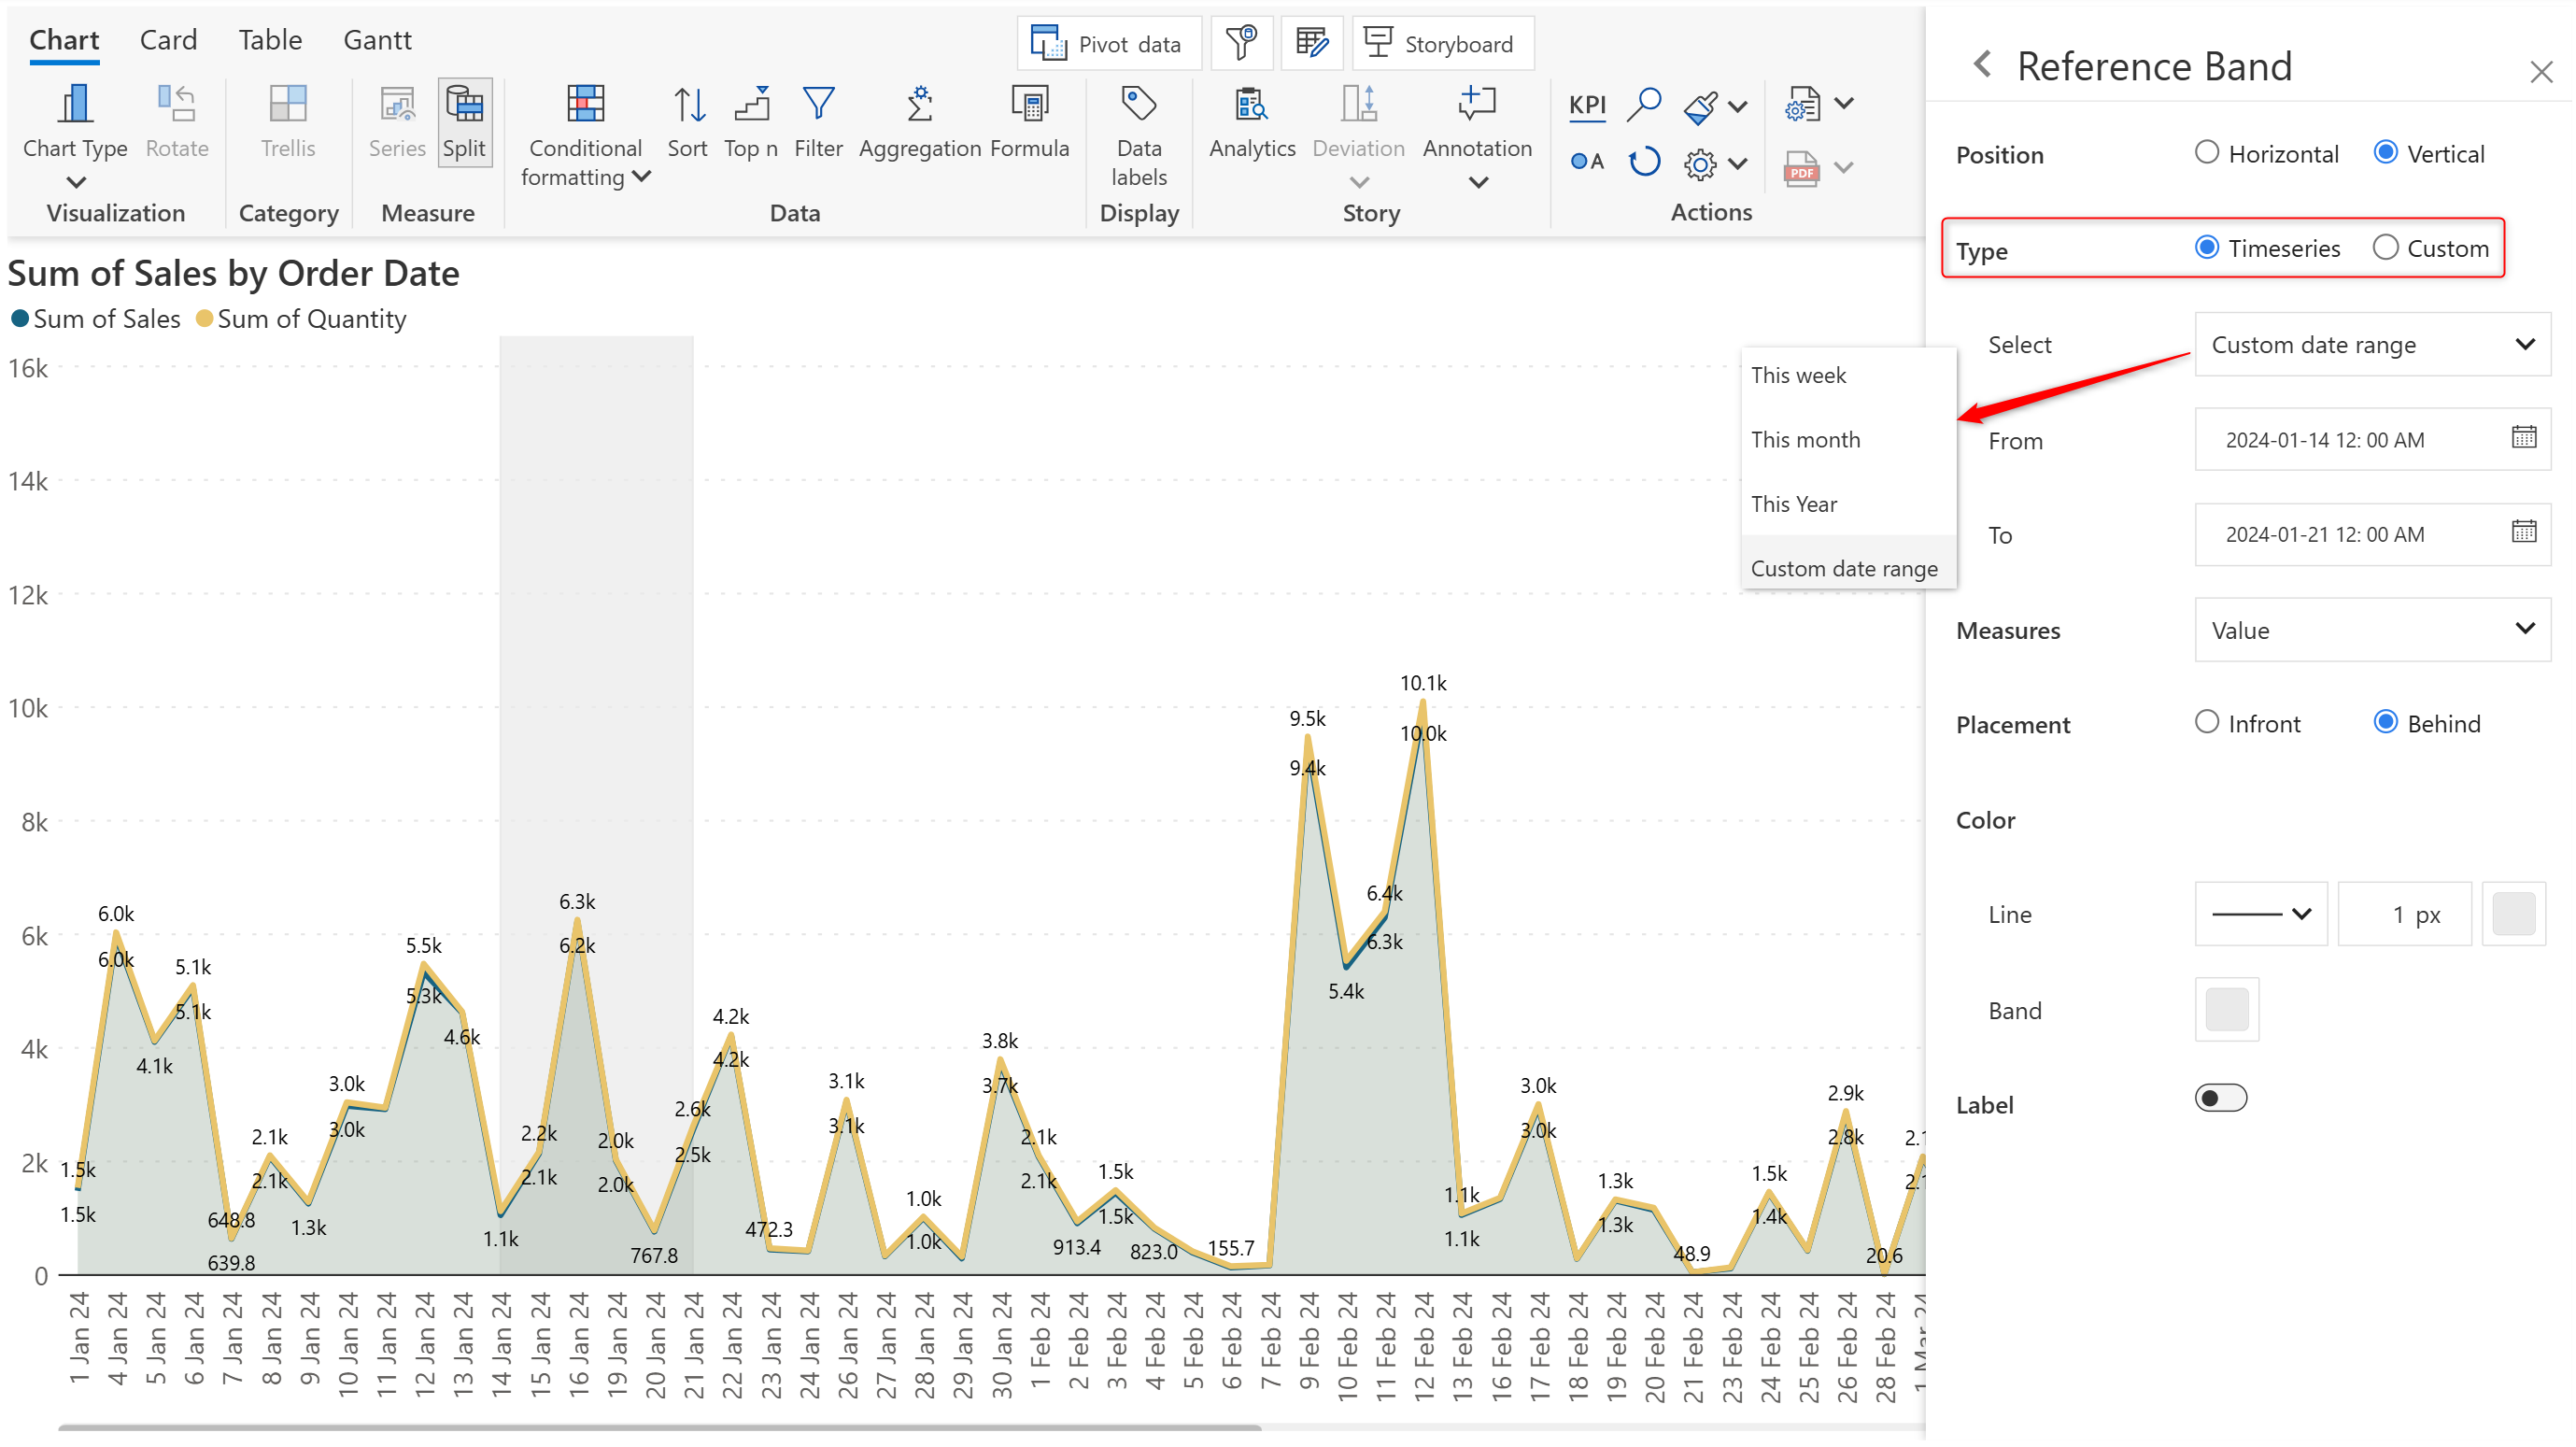 Chart Card Table Gantt
Pivot data Storyboard
Chart Type Rotate Trellis Series Split Conditional formatting Sort Top n Filter Aggregation Formula Data labels Analytics Deviation Annotation KPI A PDF
Visualization Category Measure Data Display Story Actions
Sum of Sales by Order Date
Sum of Sales Sum of Quantity
16k
14k
12k
10k
8k
6k
4k
2k
0
10.1k
9.5k
10.0k
9.4k
6.0k
6.0k
5.1k
5.1k
4.1k
5.5k
5.3k
4.6k
6.3k
6.2k
6.4k
6.3k
5.4k
1.5k
1.5k
648.8
639.8
2.1k
2.1k
1.3k
3.0k
3.0k
1.1k
2.2k
2.1k
2.0k
2.0k
767.8
2.6k
2.5k
4.2k
4.2k
472.3
3.1k
3.1k
1.0k
1.0k
3.8k
3.7k
2.1k
2.1k
913.4
1.5k
1.5k
823.0
155.7
1.1k
1.1k
3.0k
3.0k
1.3k
1.3k
48.9
1.5k
1.4k
2.9k
2.8k
20.6
1 Jan 24
4 Jan 24
5 Jan 24
6 Jan 24
7 Jan 24
8 Jan 24
9 Jan 24
10 Jan 24
11 Jan 24
12 Jan 24
13 Jan 24
14 Jan 24
15 Jan 24
16 Jan 24
19 Jan 24
20 Jan 24
21 Jan 24
22 Jan 24
23 Jan 24
24 Jan 24
26 Jan 24
27 Jan 24
28 Jan 24
29 Jan 24
30 Jan 24
1 Feb 24
2 Feb 24
3 Feb 24
4 Feb 24
5 Feb 24
6 Feb 24
7 Feb 24
9 Feb 24
10 Feb 24
11 Feb 24
12 Feb 24
13 Feb 24
16 Feb 24
17 Feb 24
18 Feb 24
19 Feb 24
20 Feb 24
21 Feb 24
23 Feb 24
24 Feb 24
25 Feb 24
26 Feb 24
28 Feb 24
This week
This month
This Year
Custom date range
Reference Band
Position Horizontal Vertical
Type Timeseries Custom
Select Custom date range
From 2024-01-14 12: 00 AM
To 2024-01-21 12: 00 AM
Measures Value
Placement Infront Behind
Color
Line 1 px
Band
Label